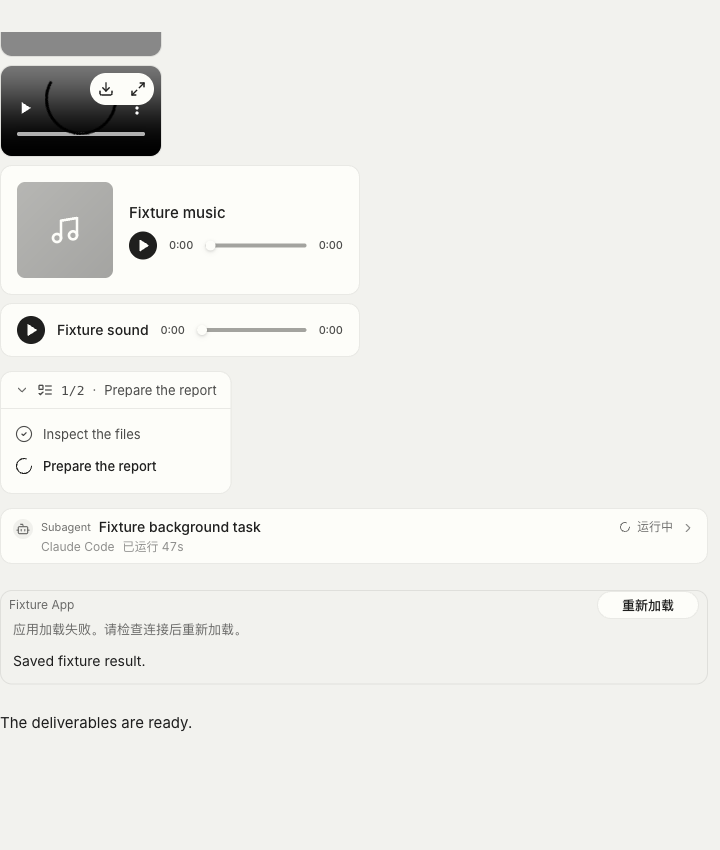 Fixture music
0:00 0:00
Fixture sound 0:00 0:00
1/2 · Prepare the report
Inspect the files
Prepare the report
Subagent Fixture background task 运行中
Claude Code 已运行 47s
Fixture App 重新加载
应用加载失败。请检查连接后重新加载。
Saved fixture result.
The deliverables are ready.